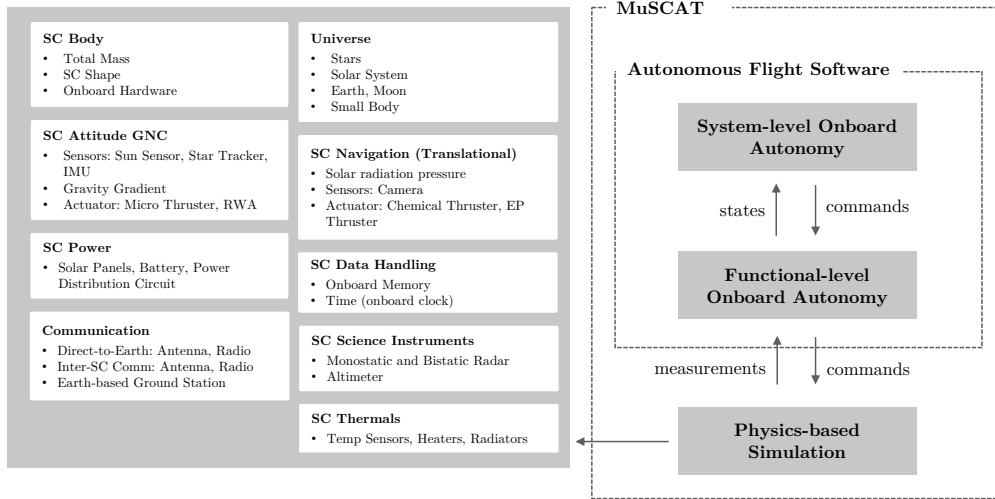 SC Body
• Total Mass
• SC Shape
• Onboard Hardware
SC Attitude GNC
• Sensors: Sun Sensor, Star Tracker,
IMU
• Gravity Gradient
• Actuator: Micro Thruster, RWA
SC Power
• Solar Panels, Battery, Power
Distribution Circuit
Communication
• Direct-to-Earth: Antenna, Radio
• Inter-SC Comm: Antenna, Radio
• Earth-based Ground Station
Universe
• Stars
• Solar System
• Earth, Moon
• Small Body
SC Navigation (Translational)
• Solar radiation pressure
• Sensors: Camera
• Actuator: Chemical Thruster, EP
Thruster
SC Data Handling
• Onboard Memory
• Time (onboard clock)
SC Science Instruments
• Monostatic and Bistatic Radar
• Altimeter
SC Thermals
• Temp Sensors, Heaters, Radiators
MuSCAT
Autonomous Flight Software
System-level Onboard
Autonomy
states
commands
Functional-level
Onboard Autonomy
measurements
commands
Physics-based
Simulation